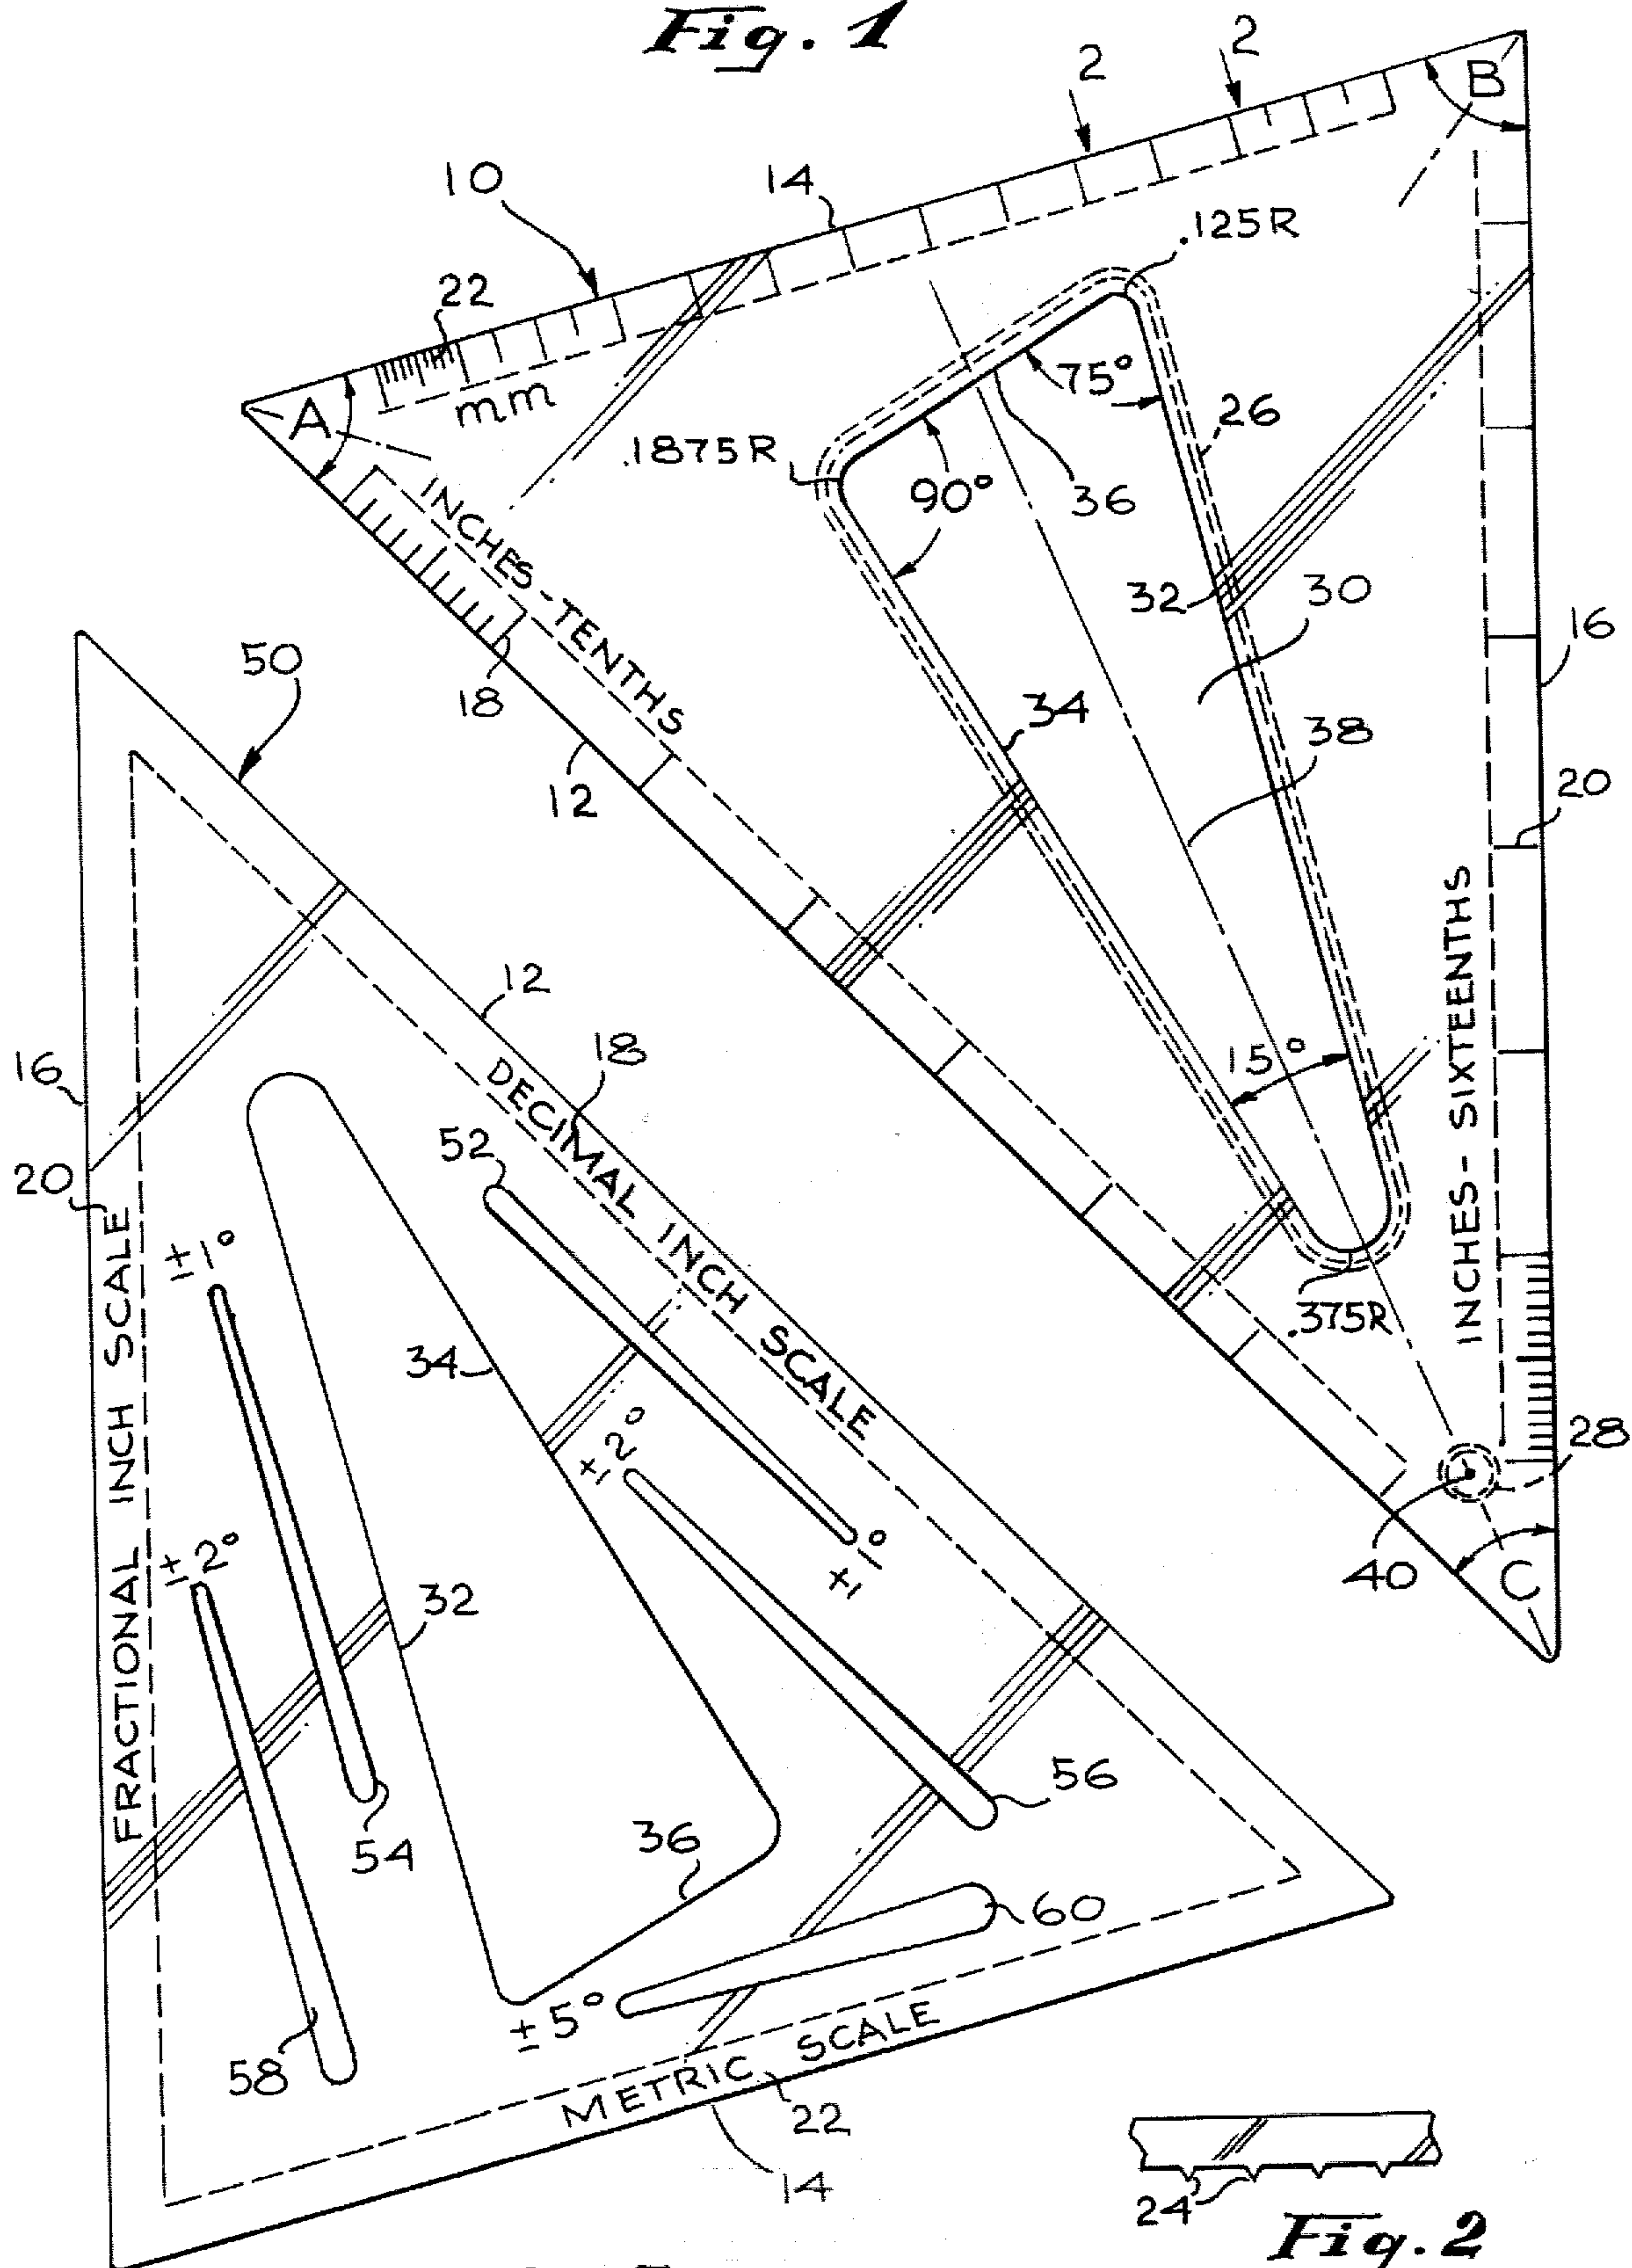 Fig. 1
2
2
B
10
14
.125R
22
mm
A
75°
26
.1875R
90°
36
INCHES-TENTHS
32
30
16
50
18
34
38
12
20
12
18
16
DECIMAL INCH SCALE
15°
INCHES-SIXTEENTHS
52
20
±1°
FRACTIONAL INCH SCALE
.375R
34
±2°
28
±1°
40
C
±2°
32
56
54
36
60
±5°
58
METRIC SCALE
22
14
24
Fig. 2